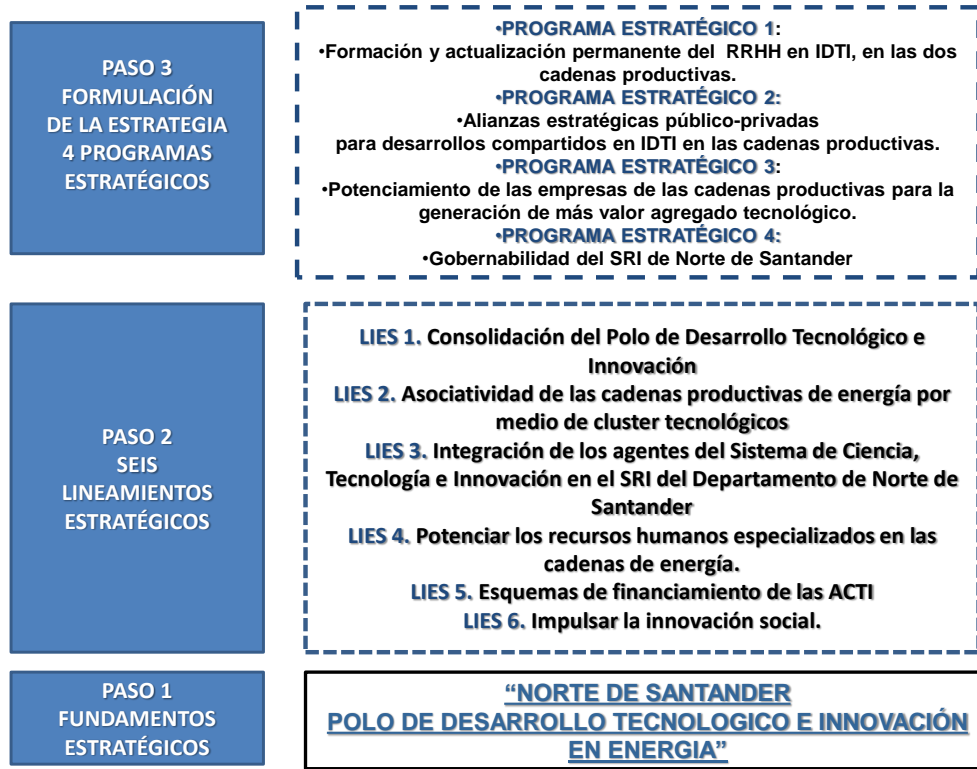 PASO 3
FORMULACIÓN
DE LA ESTRATEGIA
4 PROGRAMAS
ESTRATÉGICOS
•PROGRAMA ESTRATÉGICO 1:
•Formación y actualización permanente del RRHH en IDTI, en las dos
cadenas productivas.
•PROGRAMA ESTRATÉGICO 2:
•Alianzas estratégicas público-privadas
para desarrollos compartidos en IDTI en las cadenas productivas.
•PROGRAMA ESTRATÉGICO 3:
•Potenciamiento de las empresas de las cadenas productivas para la
generación de más valor agregado tecnológico.
•PROGRAMA ESTRATÉGICO 4:
•Gobernabilidad del SRI de Norte de Santander
PASO 2
SEIS
LINEAMIENTOS
ESTRATÉGICOS
LIES 1. Consolidación del Polo de Desarrollo Tecnológico e
Innovación
LIES 2. Asociatividad de las cadenas productivas de energía por
medio de cluster tecnológicos
LIES 3. Integración de los agentes del Sistema de Ciencia,
Tecnología e Innovación en el SRI del Departamento de Norte de
Santander
LIES 4. Potenciar los recursos humanos especializados en las
cadenas de energía.
LIES 5. Esquemas de financiamiento de las ACTI
LIES 6. Impulsar la innovación social.
PASO 1
FUNDAMENTOS
ESTRATÉGICOS
“NORTE DE SANTANDER
POLO DE DESARROLLO TECNOLOGICO E INNOVACIÓN
EN ENERGIA”